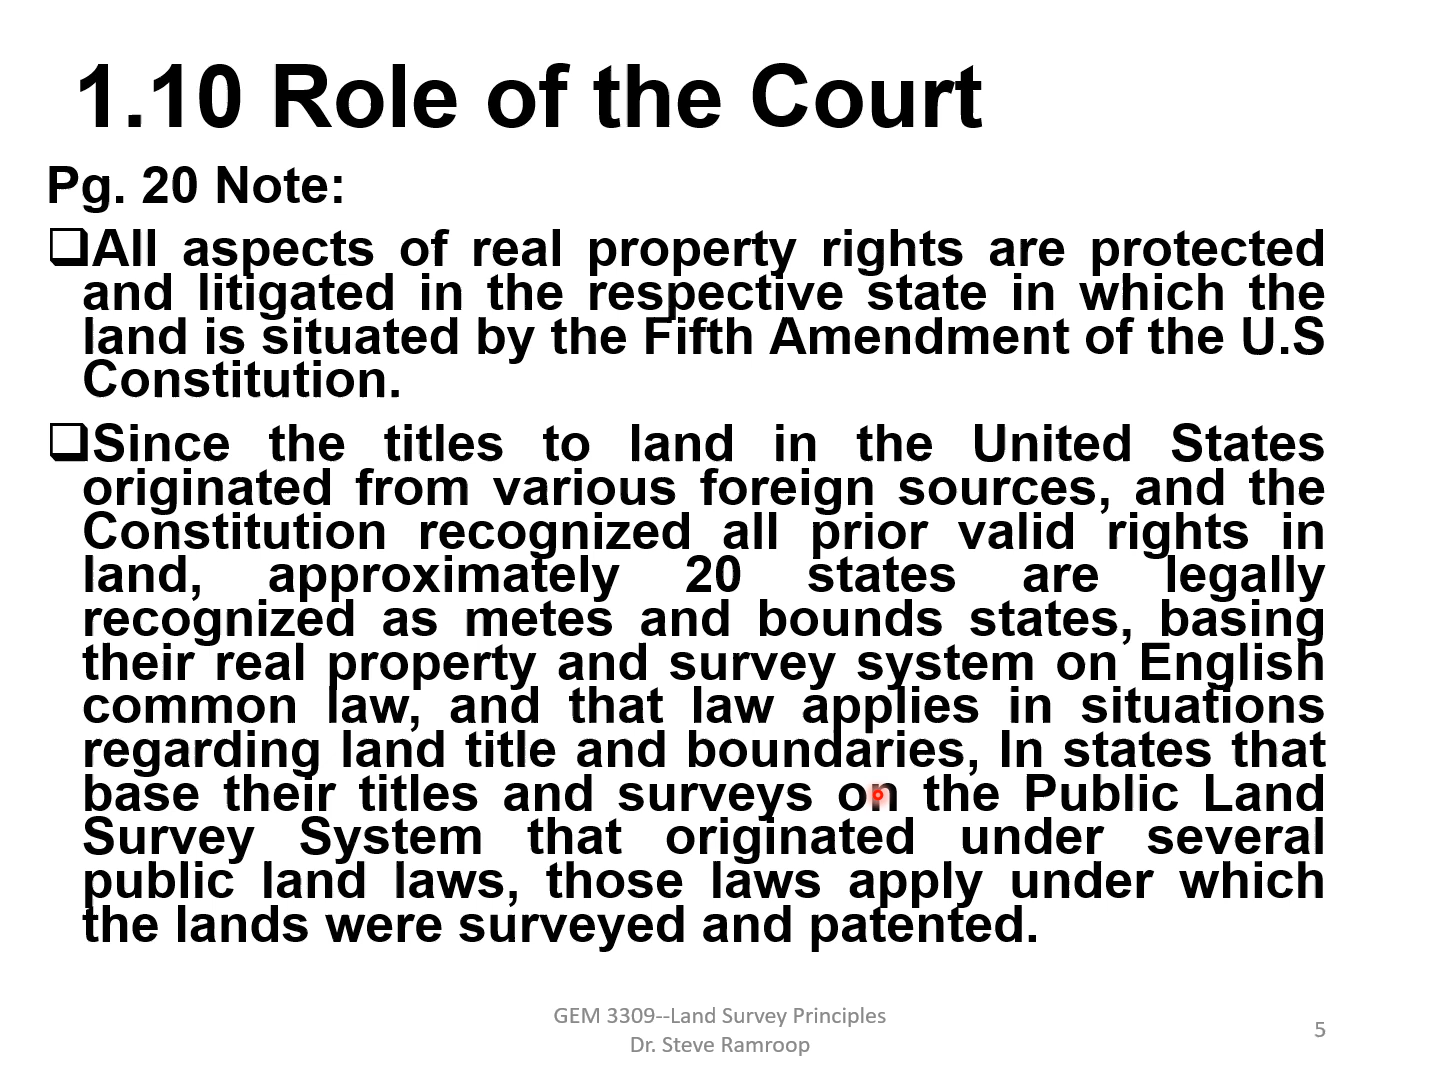 1.10 Role of the Court
Pg. 20 Note:
❑All aspects of real property rights are protected
and litigated in the respective state in which the
land is situated by the Fifth Amendment of the U.S
Constitution.
❑Since the titles to land in the United States
originated from various foreign sources, and the
Constitution recognized all prior valid rights in
land, approximately 20 states are legally
recognized as metes and bounds states, basing
their real property and survey system on English
common law, and that law applies in situations
regarding land title and boundaries, In states that
base their titles and surveys on the Public Land
Survey System that originated under several
public land laws, those laws apply under which
the lands were surveyed and patented.
GEM 3309--Land Survey Principles
Dr. Steve Ramroop
5